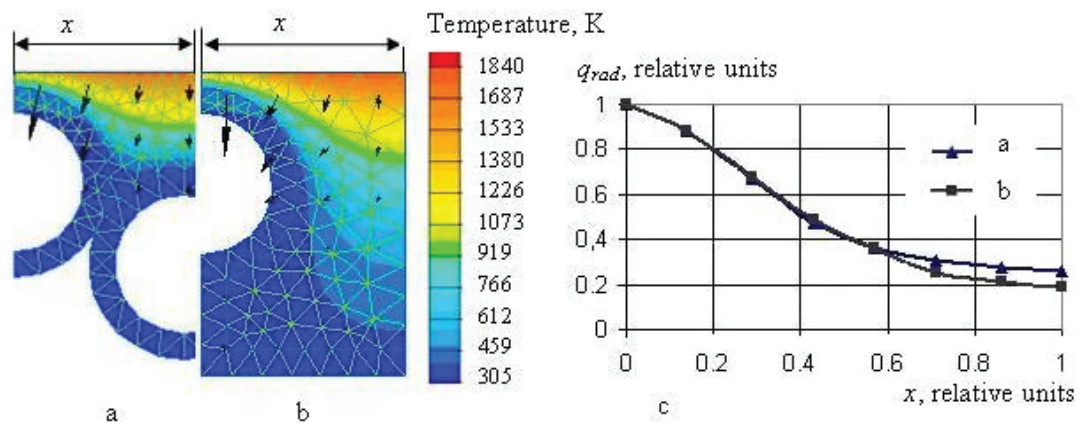 x
x
Temperature, K
1840
1687
1533
1380
1226
1073
919
766
612
459
305
a
b
q_rad, relative units
1
0.8
0.6
0.4
0.2
0
0
0.2
0.4
0.6
0.8
1
a
b
x, relative units
c